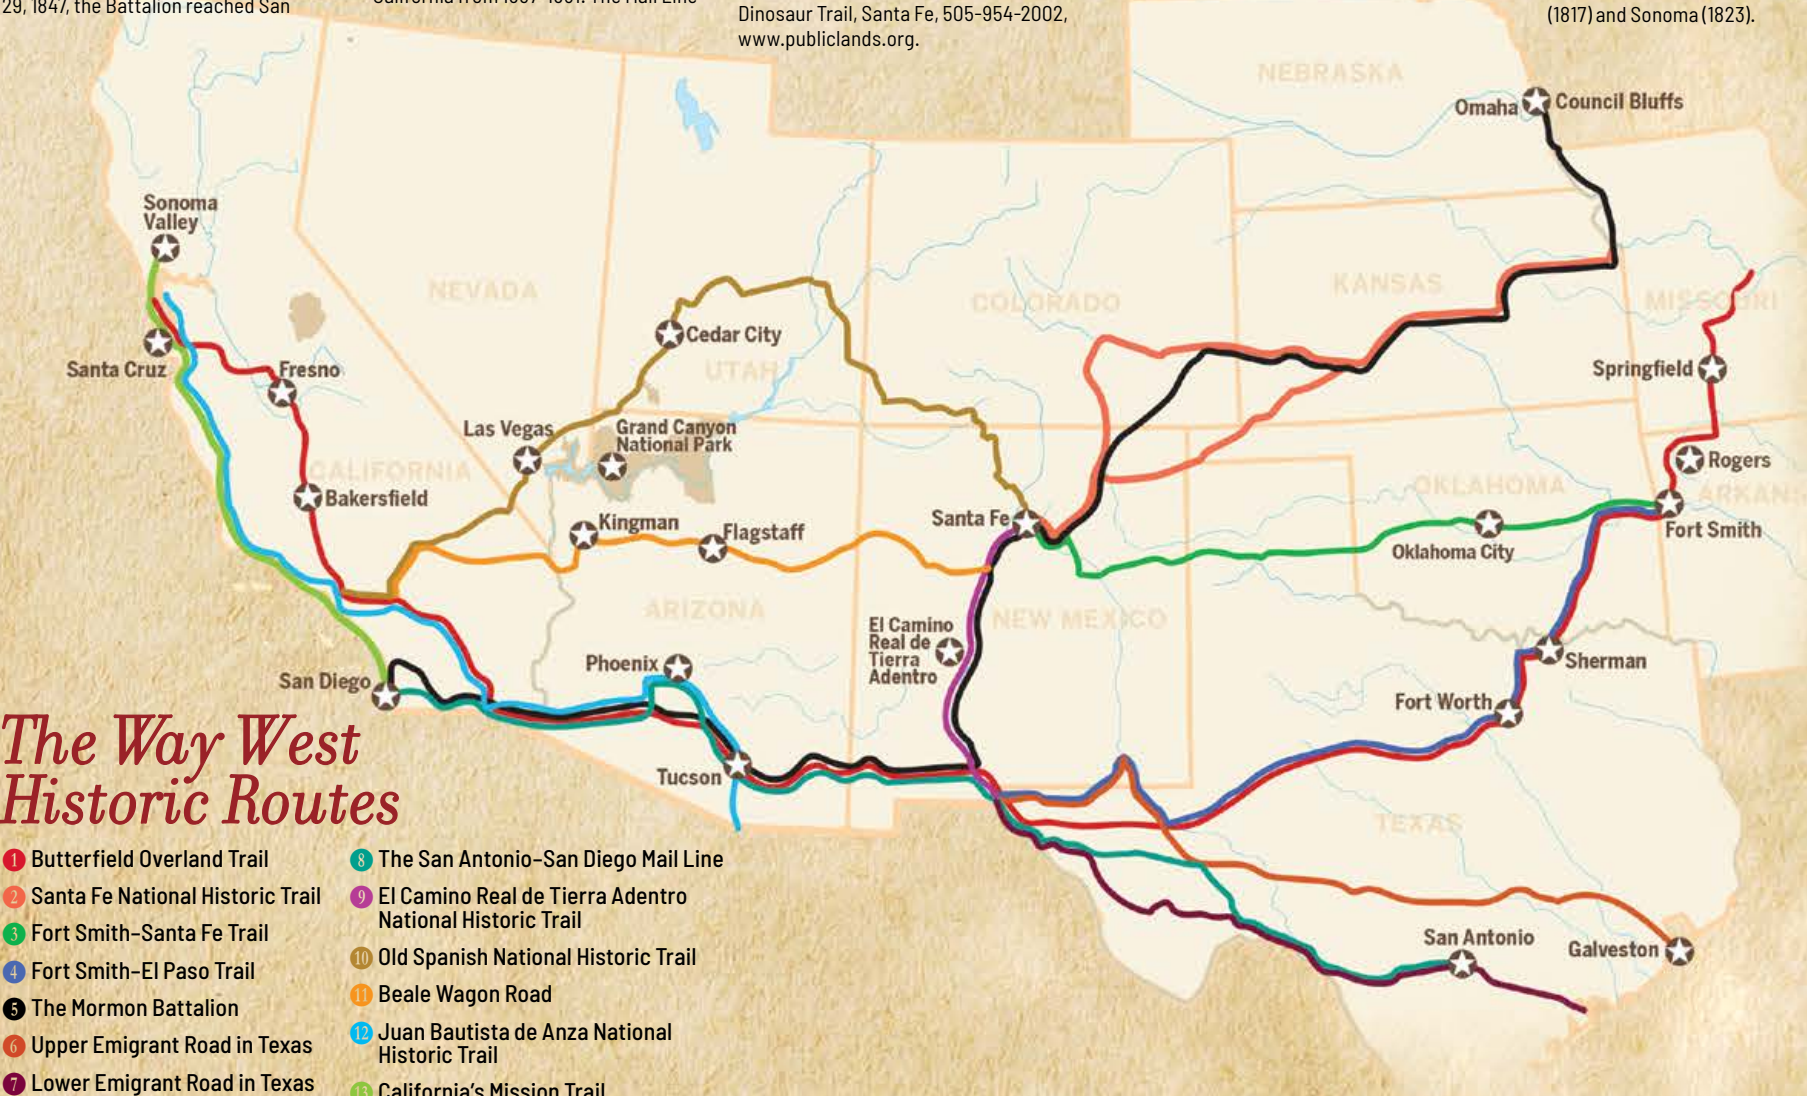 29, 1847, the Battalion reached San
Dinosaur Trail, Santa Fe, 505-954-2002,
www.publiclands.org.
(1817) and Sonoma (1823).
NEBRASKA
Omaha
Council Bluffs
Sonoma
Valley
NEVADA
COLORADO
KANSAS
MISSOURI
Cedar City
UTAH
Santa Cruz
Fresno
Springfield
Las Vegas
Grand Canyon
National Park
CALIFORNIA
Bakersfield
Rogers
OKLAHOMA
ARKANS
Kingman
Flagstaff
Santa Fe
Oklahoma City
Fort Smith
ARIZONA
NEW MEXICO
El Camino
Real de
Tierra
Adentro
Phoenix
San Diego
Sherman
Fort Worth
Tucson
TEXAS
San Antonio
Galveston
The Way West
Historic Routes
1 Butterfield Overland Trail
2 Santa Fe National Historic Trail
3 Fort Smith–Santa Fe Trail
4 Fort Smith–El Paso Trail
5 The Mormon Battalion
6 Upper Emigrant Road in Texas
7 Lower Emigrant Road in Texas
8 The San Antonio–San Diego Mail Line
9 El Camino Real de Tierra Adentro
National Historic Trail
10 Old Spanish National Historic Trail
11 Beale Wagon Road
12 Juan Bautista de Anza National
Historic Trail
13 California's Mission Trail